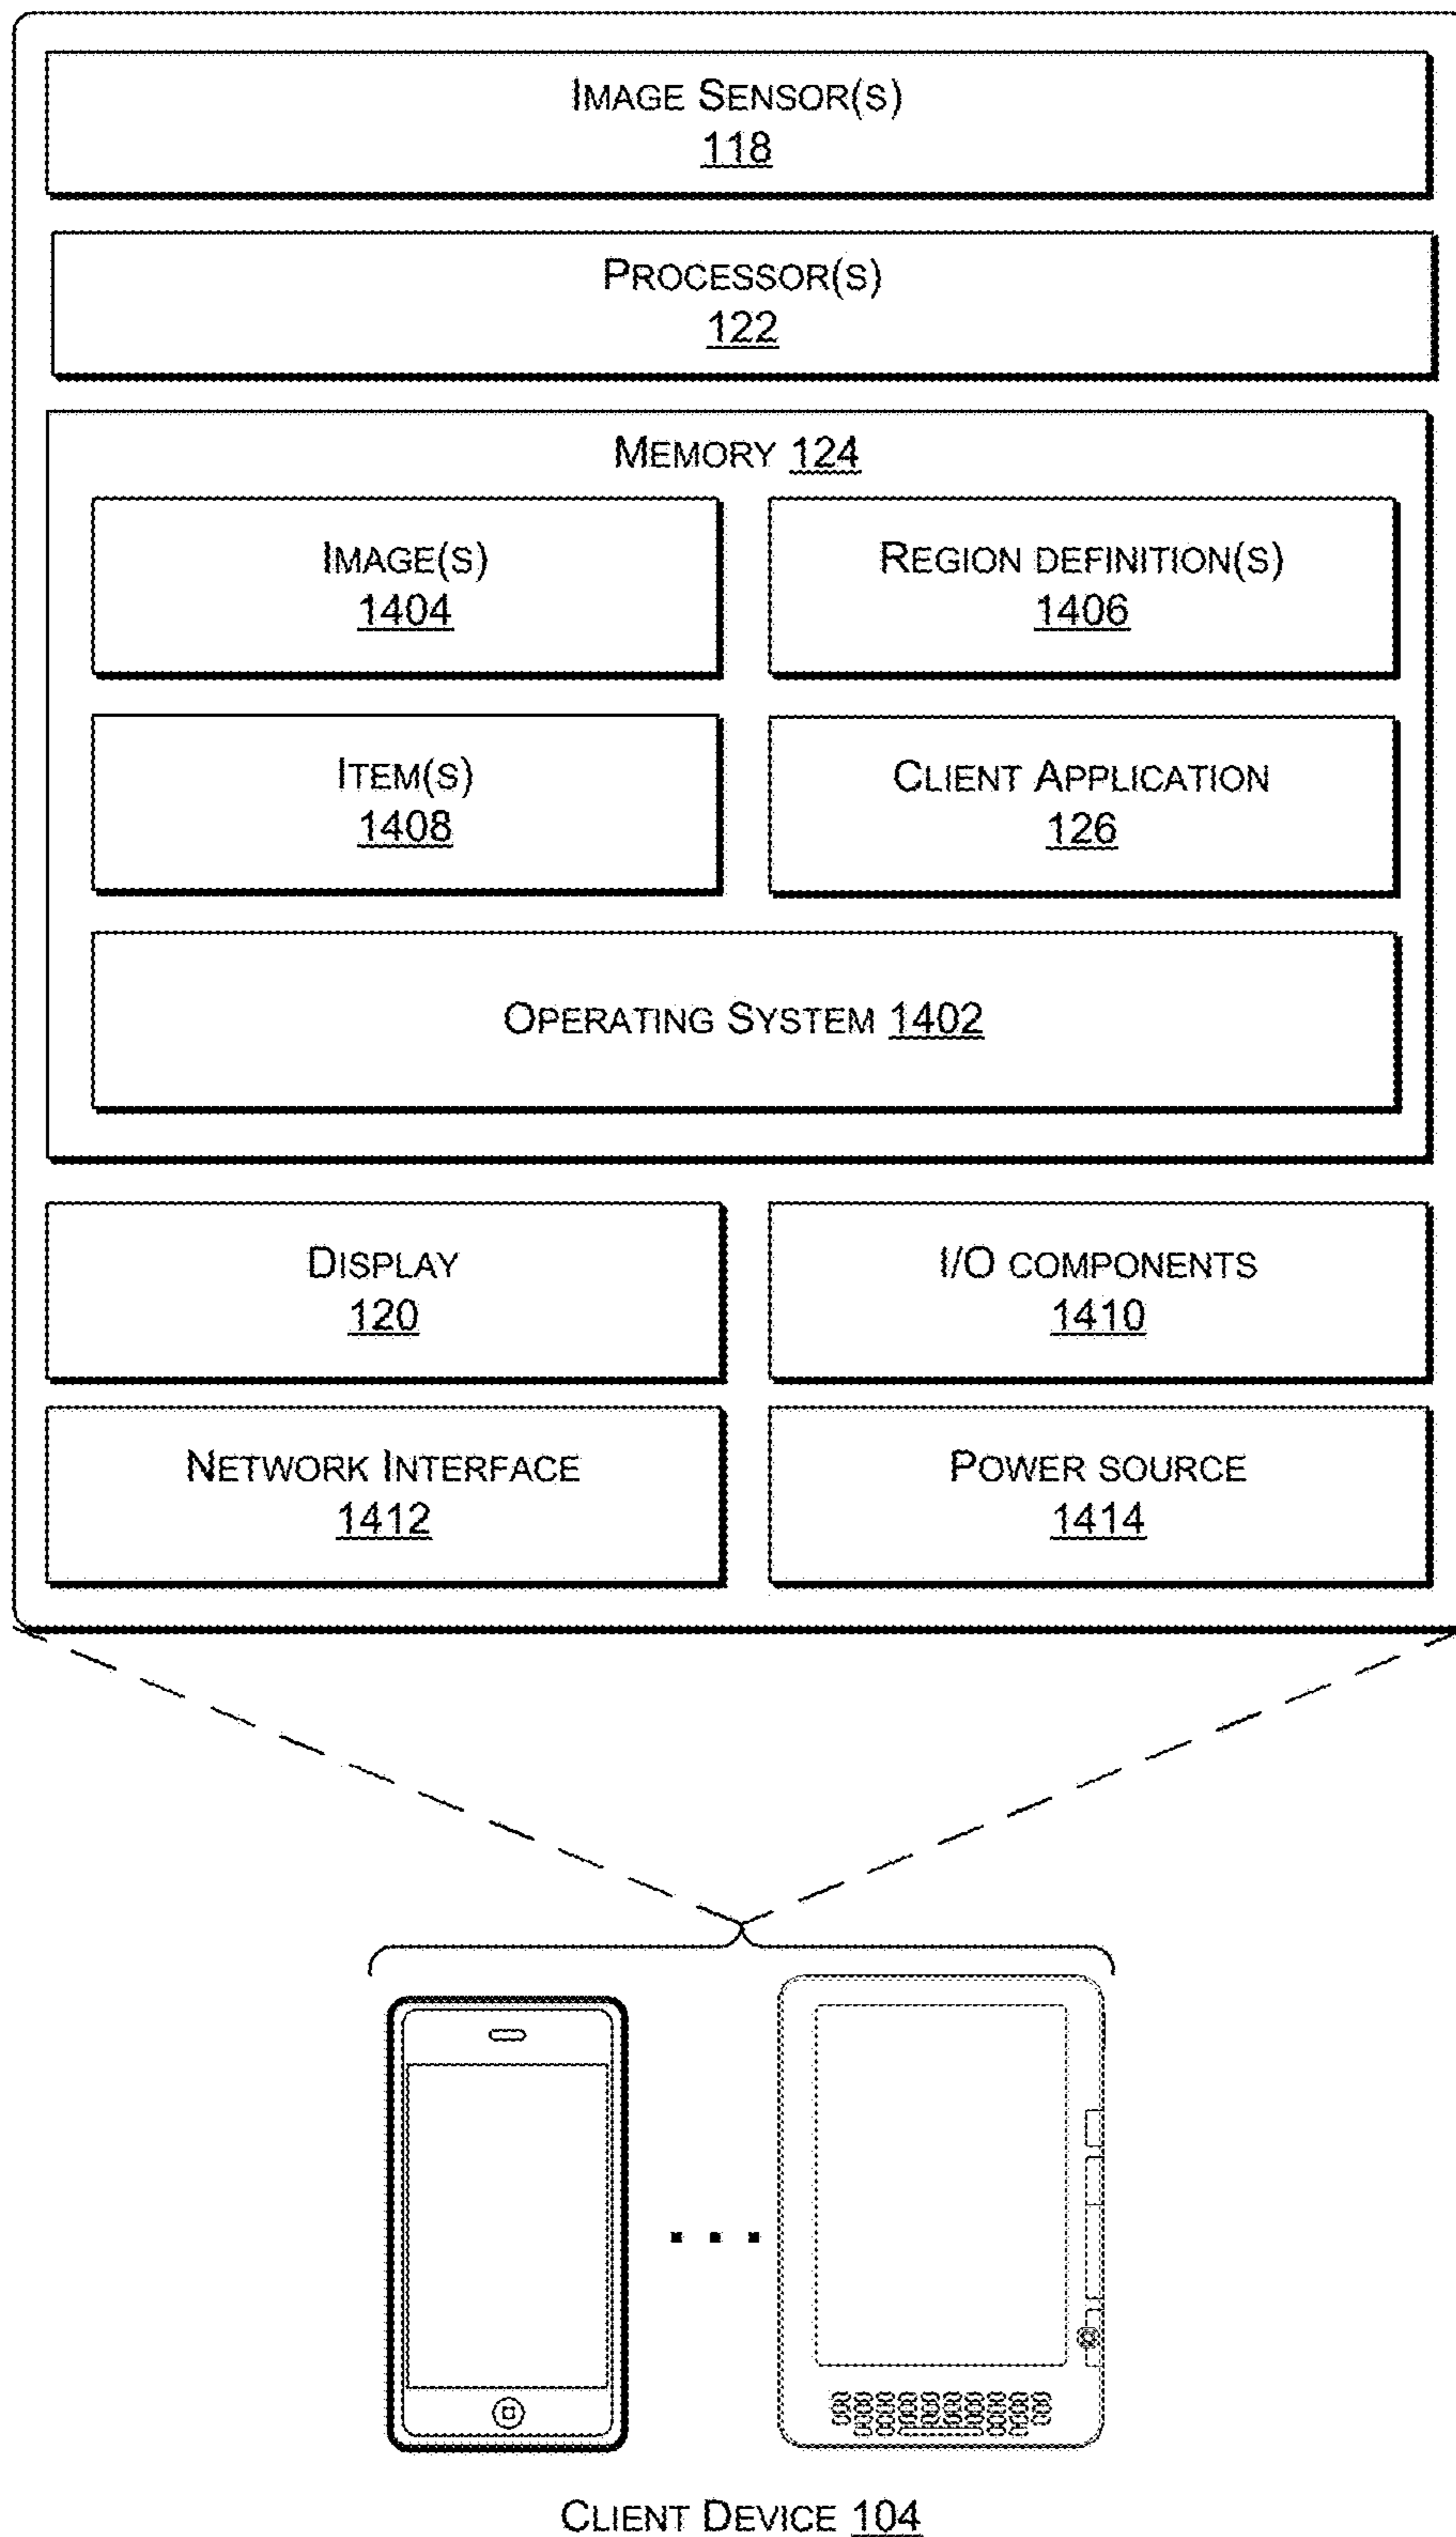 IMAGE SENSOR(S)
118
PROCESSOR(S)
122
MEMORY 124
IMAGE(S)
1404
REGION DEFINITION(S)
1406
ITEM(S)
1408
CLIENT APPLICATION
126
OPERATING SYSTEM 1402
DISPLAY
120
I/O COMPONENTS
1410
NETWORK INTERFACE
1412
POWER SOURCE
1414
CLIENT DEVICE 104